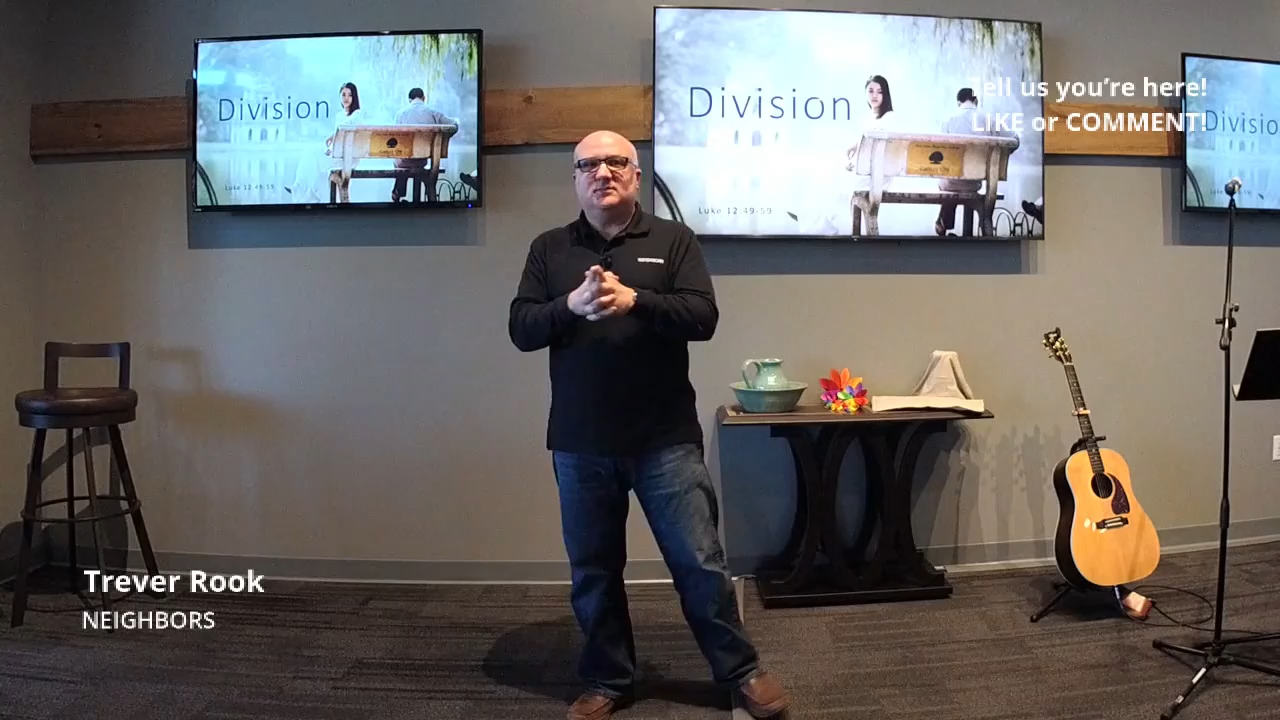 Division
Luke 12:49-59
Division
Luke 12:49-59
Tell us you're here!
LIKE or COMMENT!
Divisio
Trever Rook
NEIGHBORS